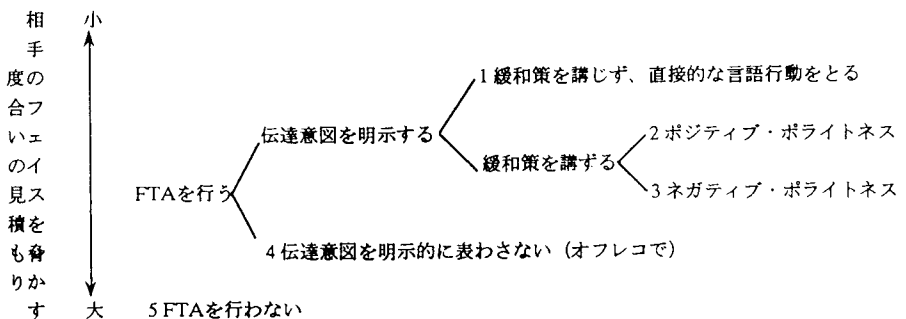 相手のフェイスを脅かす
度合いの見積もり
小
大
1 緩和策を講じず、直接的な言語行動をとる
伝達意図を明示する
2 ポジティブ・ポライトネス
緩和策を講ずる
3 ネガティブ・ポライトネス
FTAを行う
4 伝達意図を明示的に表わさない（オフレコで）
5 FTAを行わない